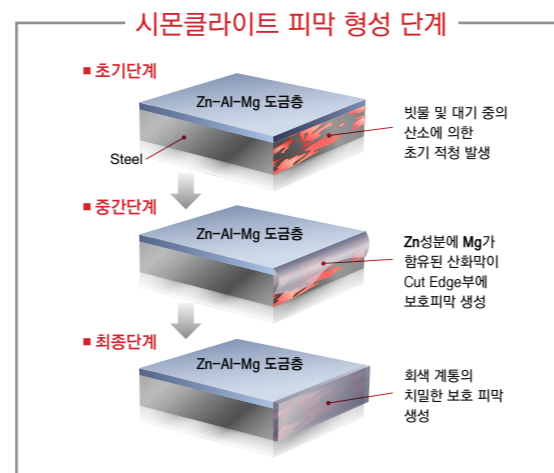 시몬클라이트 피막 형성 단계
■ 초기단계
Zn-Al-Mg 도금층
Steel
빗물 및 대기 중의
산소에 의한
초기 적청 발생
■ 중간단계
Zn-Al-Mg 도금층
Zn성분에 Mg가
함유된 산화막이
Cut Edge부에
보호피막 생성
■ 최종단계
Zn-Al-Mg 도금층
회색 계통의
치밀한 보호 피막
생성